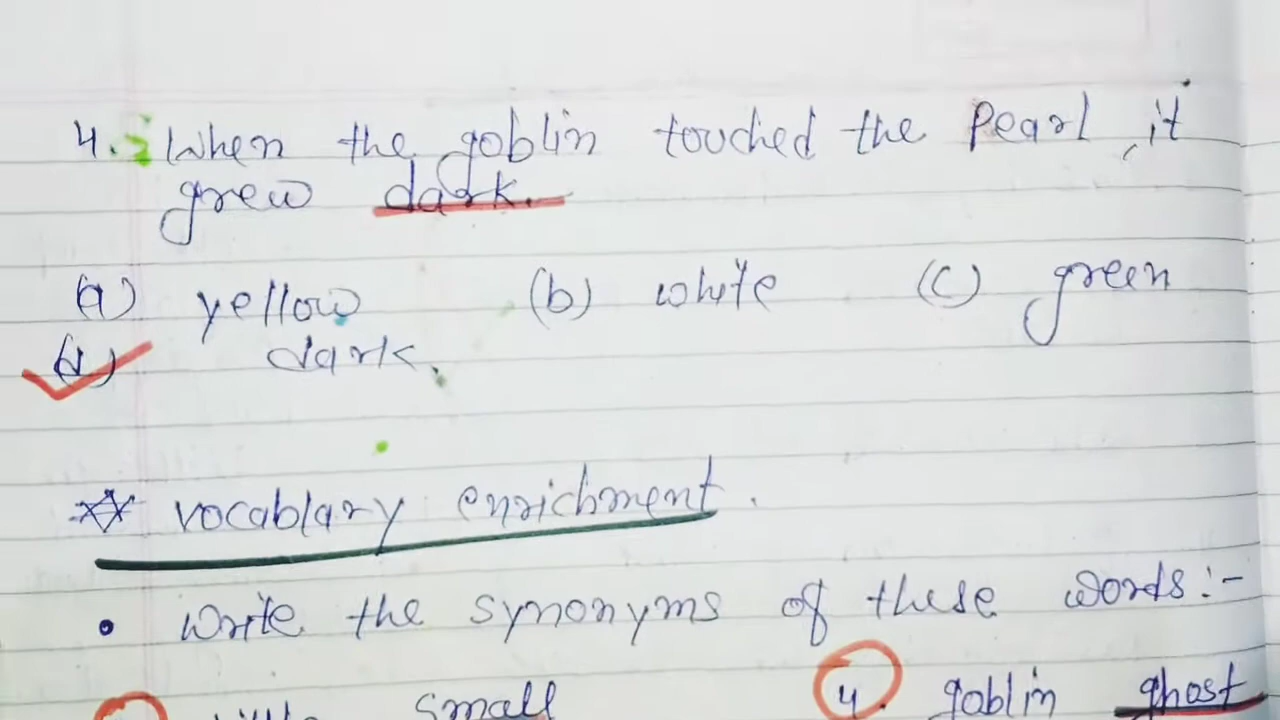 4. When the goblin touched the Pearl, it
grew dark.
(a) yellow (b) white (c) green
(d) dark.
vocablary enrichment.
• write the synonyms of these words:-
small 4. goblin ghost